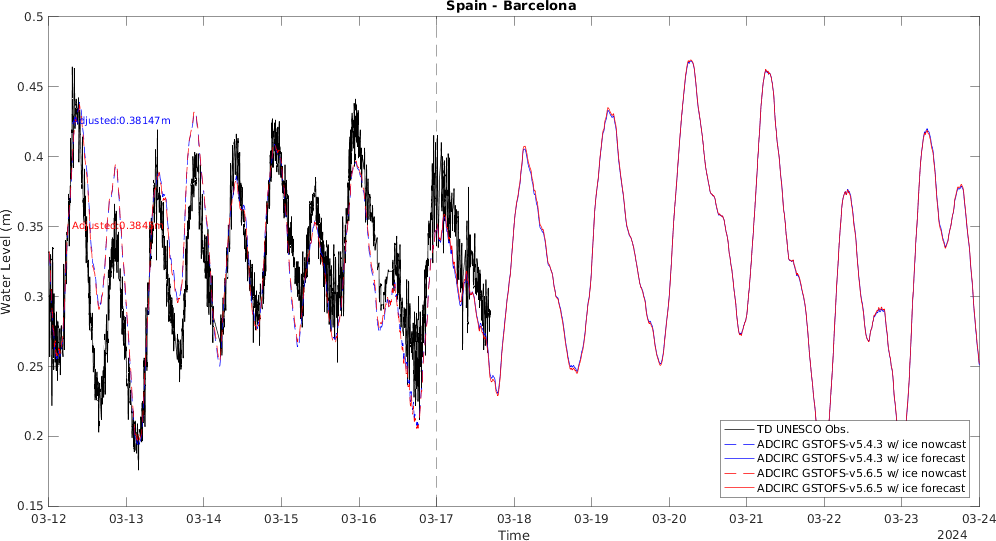 Spain - Barcelona
0.5
0.45
0.4
0.35
0.3
0.25
0.2
0.15
Water Level (m)
Adjusted:0.38147m
TD UNESCO Obs.
ADCIRC GSTOFS-v5.4.3 w/ ice nowcast
ADCIRC GSTOFS-v5.4.3 w/ ice forecast
ADCIRC GSTOFS-v5.6.5 w/ ice nowcast
ADCIRC GSTOFS-v5.6.5 w/ ice forecast
03-12 03-13 03-14 03-15 03-16 03-17 03-18 03-19 03-20 03-21 03-22 03-23 03-24
Time
2024